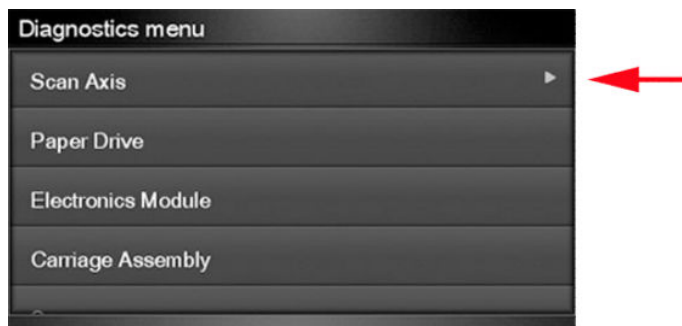 Diagnostics menu
Scan Axis
Paper Drive
Electronics Module
Carriage Assembly